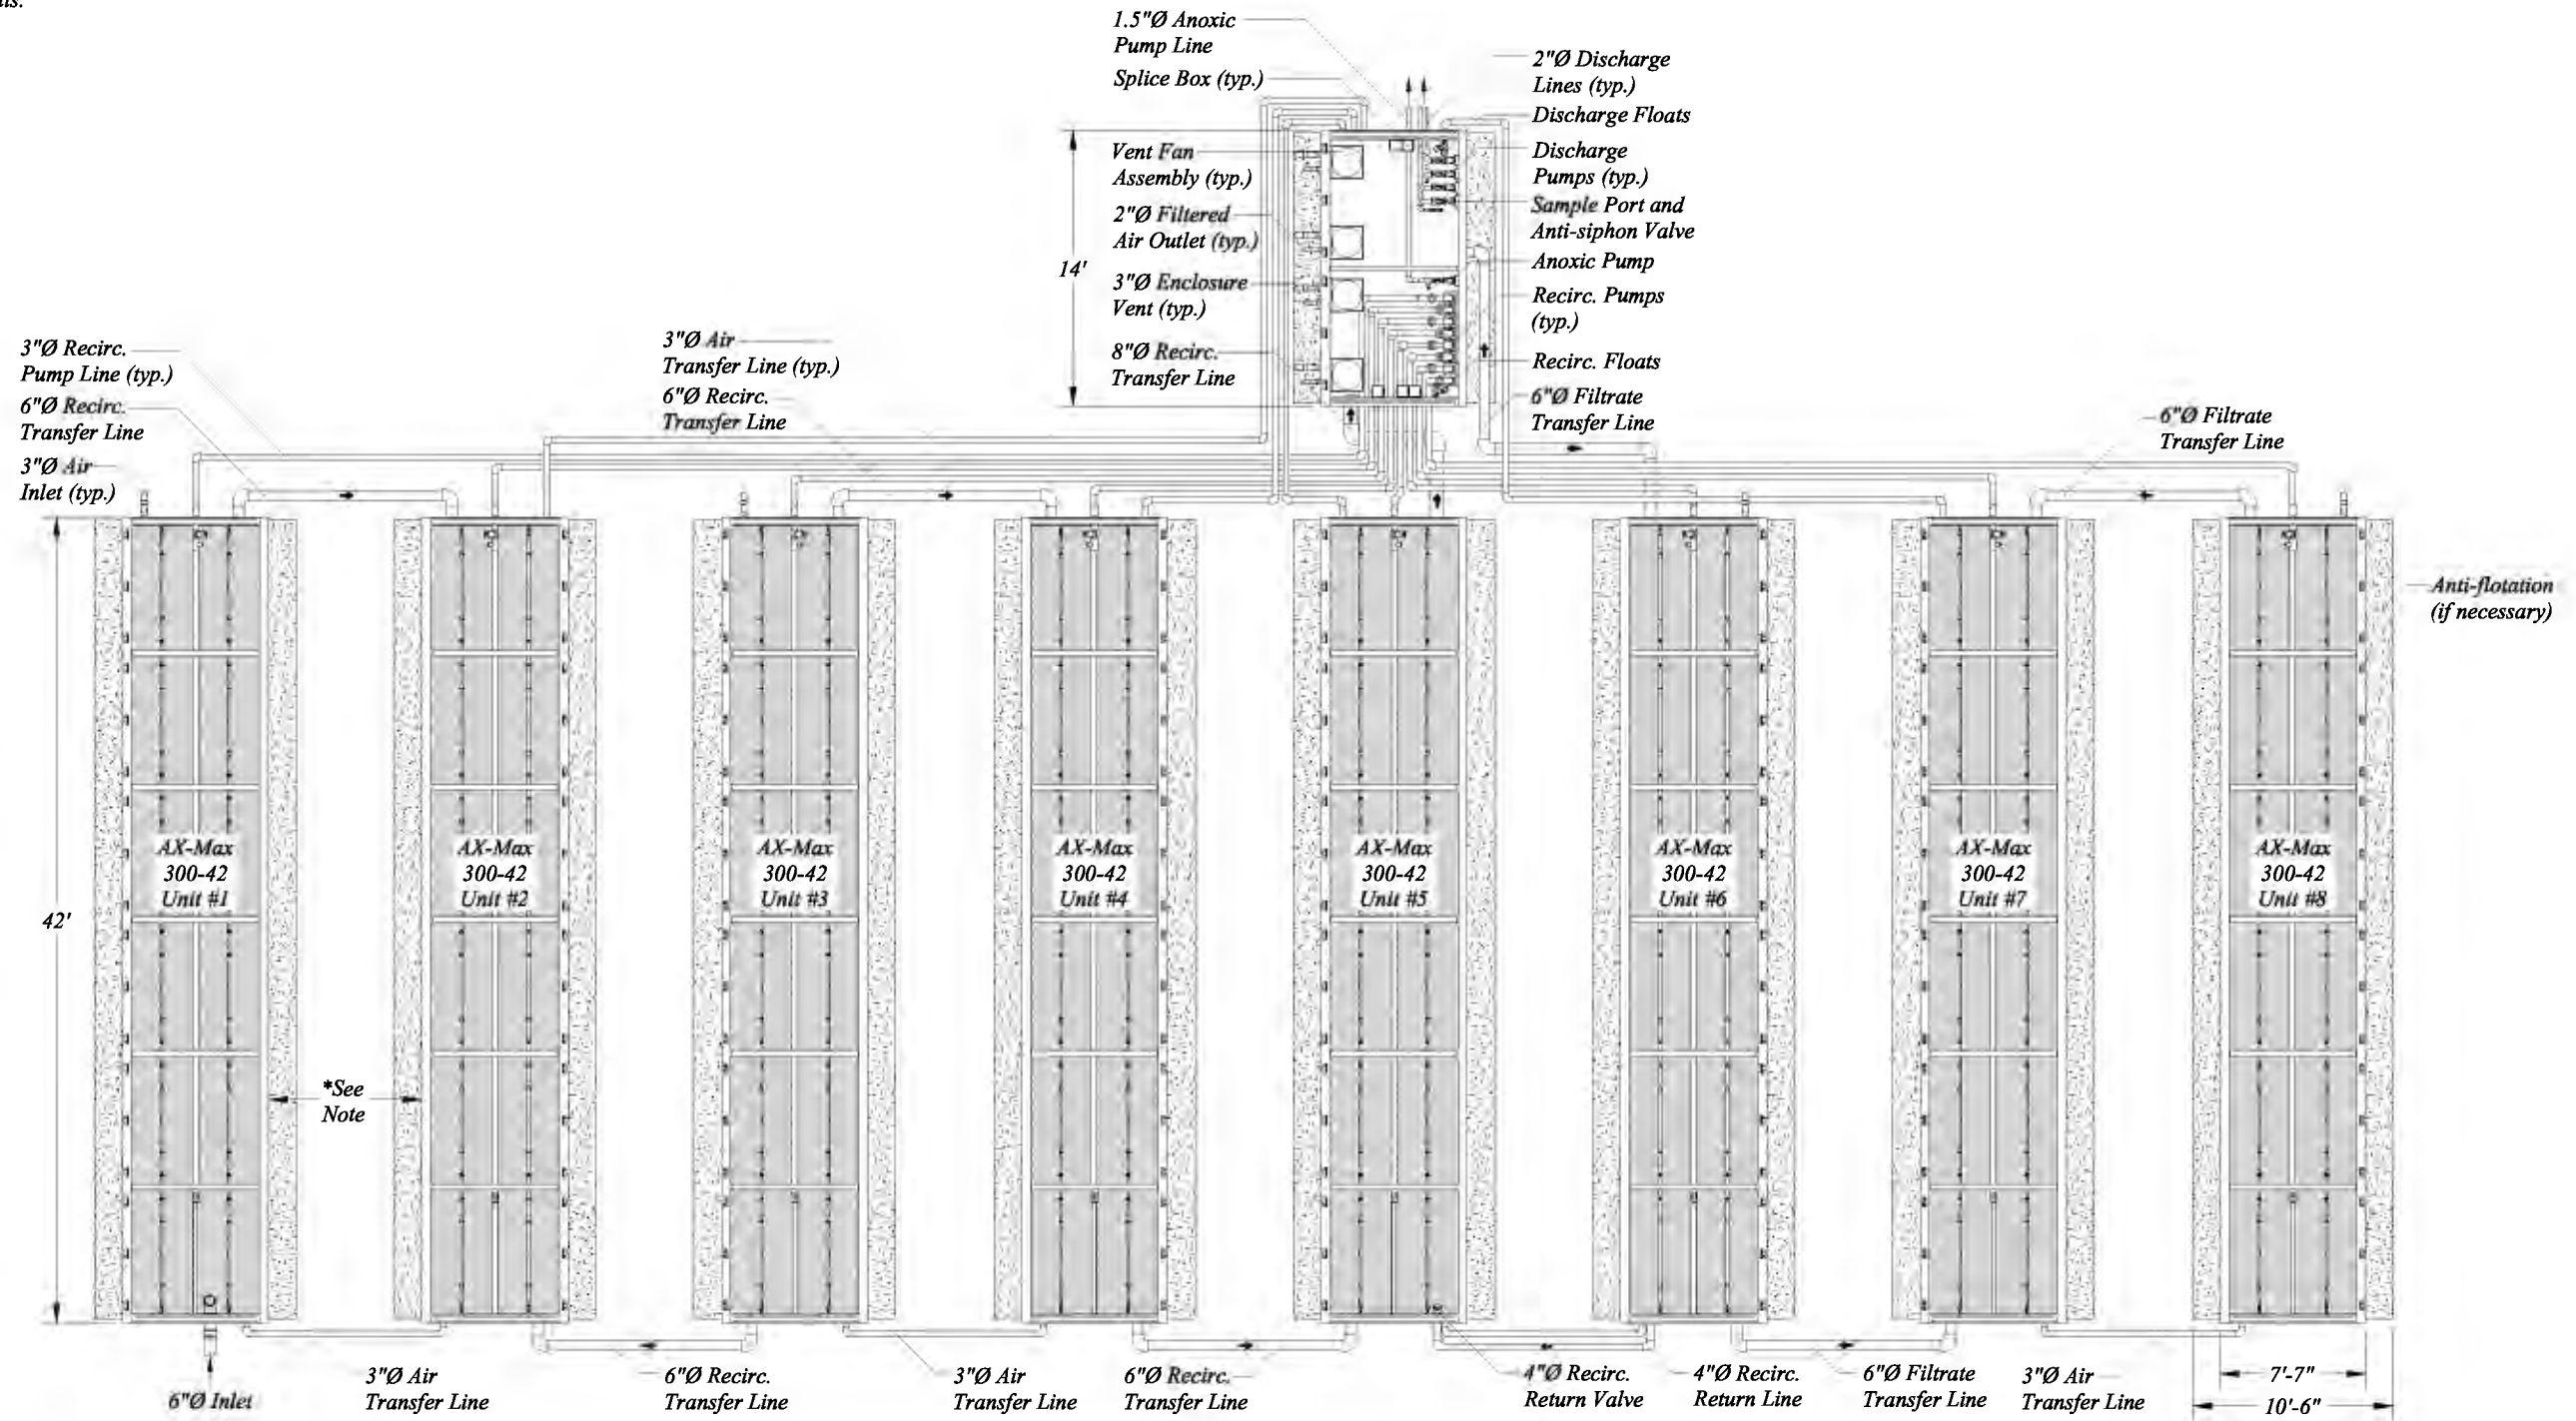 1.5"Ø Anoxic
Pump Line
Splice Box (typ.)
2"Ø Discharge
Lines (typ.)
Discharge Floats
Vent Fan
Assembly (typ.)
Discharge
Pumps (typ.)
2"Ø Filtered
Air Outlet (typ.)
Sample Port and
Anti-siphon Valve
14'
3"Ø Enclosure
Vent (typ.)
Anoxic Pump
Recirc. Pumps
(typ.)
8"Ø Recirc.
Transfer Line
Recirc. Floats
6"Ø Filtrate
Transfer Line
3"Ø Recirc.
Pump Line (typ.)
6"Ø Recirc.
Transfer Line
3"Ø Air
Inlet (typ.)
3"Ø Air
Transfer Line (typ.)
6"Ø Recirc.
Transfer Line
6"Ø Filtrate
Transfer Line
Anti-flotation
(if necessary)
AX-Max
300-42
Unit #1
AX-Max
300-42
Unit #2
AX-Max
300-42
Unit #3
AX-Max
300-42
Unit #4
AX-Max
300-42
Unit #5
AX-Max
300-42
Unit #6
AX-Max
300-42
Unit #7
AX-Max
300-42
Unit #8
42'
*See
Note
6"Ø Inlet
3"Ø Air
Transfer Line
6"Ø Recirc.
Transfer Line
3"Ø Air
Transfer Line
6"Ø Recirc.
Transfer Line
4"Ø Recirc.
Return Valve
4"Ø Recirc.
Return Line
6"Ø Filtrate
Transfer Line
3"Ø Air
Transfer Line
7'-7"
10'-6"